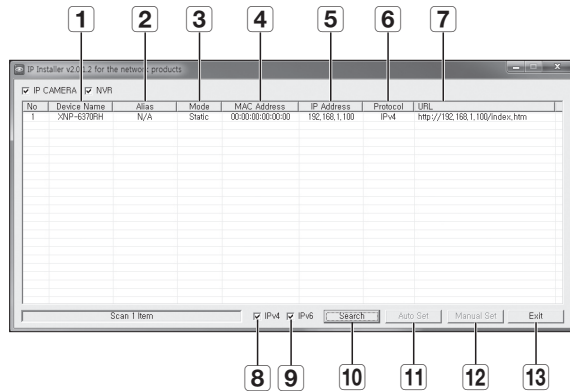 1 2 3 4 5 6 7
IP Installer v2.0.1.2 for the network products
IP CAMERA NVR
No Device Name Alias Mode MAC Address IP Address Protocol URL
1 XNP-6370RH N/A Static 00:00:00:00:00:00 192,168,1,100 IPv4 http://192,168,1,100/index,htm
Scan 1 Item IPv4 IPv6 Search Auto Set Manual Set Exit
8 9 10 11 12 13